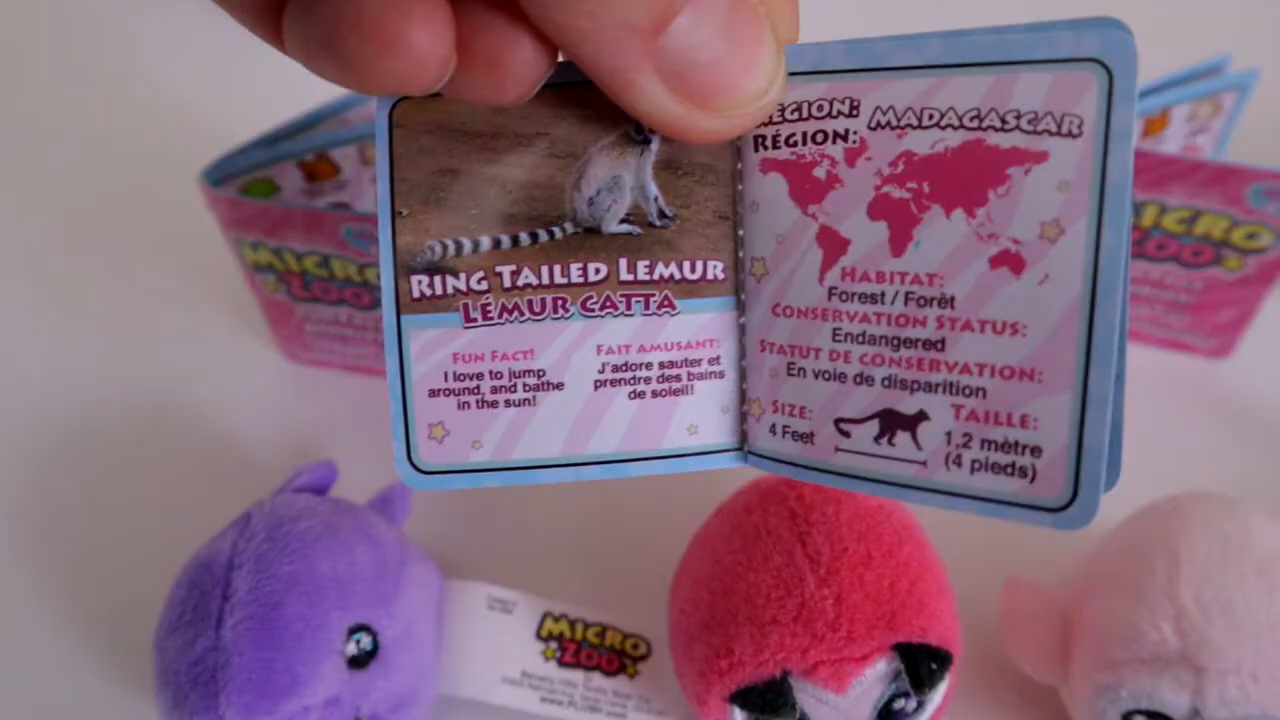 REGION: MADAGASCAR
RÉGION:
RING TAILED LEMUR
LÉMUR CATTA
FUN FACT!
I love to jump
around, and bathe
in the sun!
FAIT AMUSANT:
J'adore sauter et
prendre des bains
de soleil!
HABITAT:
Forest / Forêt
CONSERVATION STATUS:
Endangered
STATUT DE CONSERVATION:
En voie de disparition
SIZE:
4 Feet
TAILLE:
1,2 mètre
(4 pieds)
MICRO
ZOO
MICRO
ZOO
MICRO
ZOO